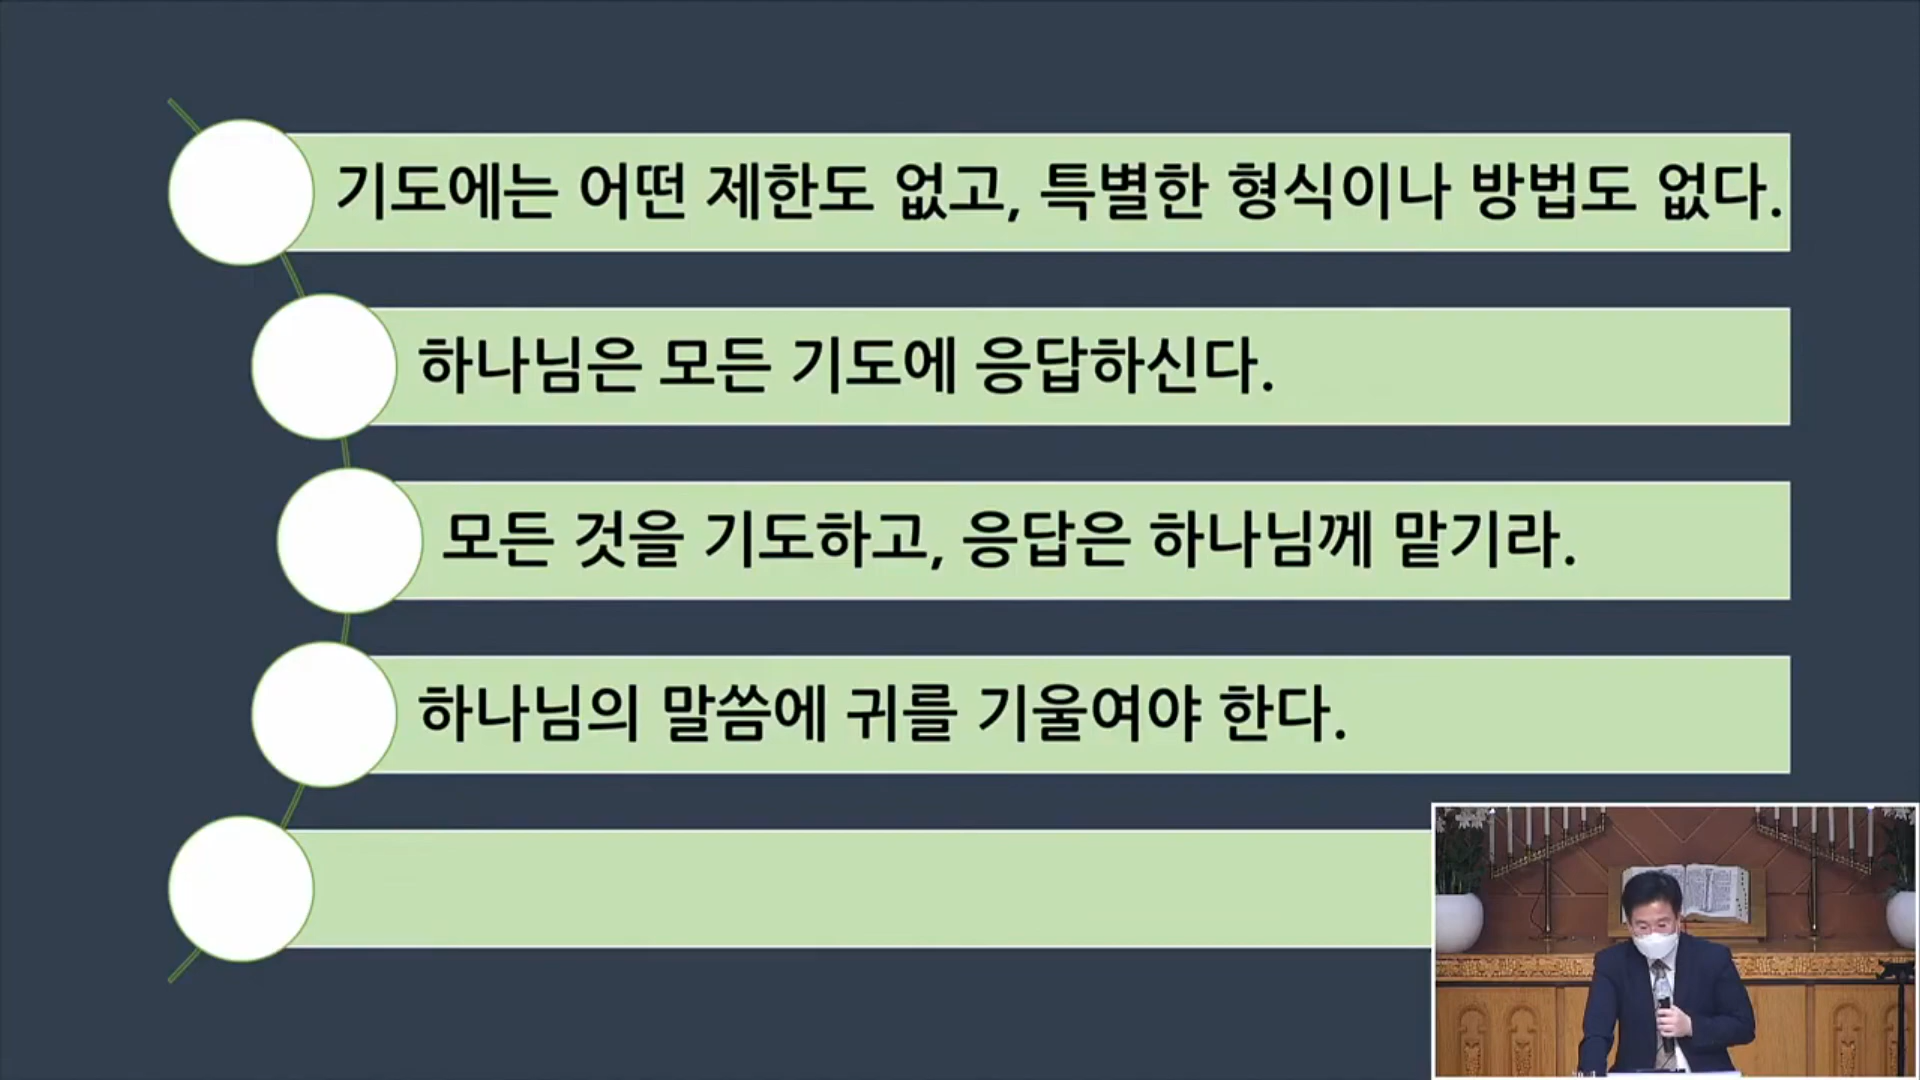 기도에는 어떤 제한도 없고, 특별한 형식이나 방법도 없다.
하나님은 모든 기도에 응답하신다.
모든 것을 기도하고, 응답은 하나님께 맡기라.
하나님의 말씀에 귀를 기울여야 한다.